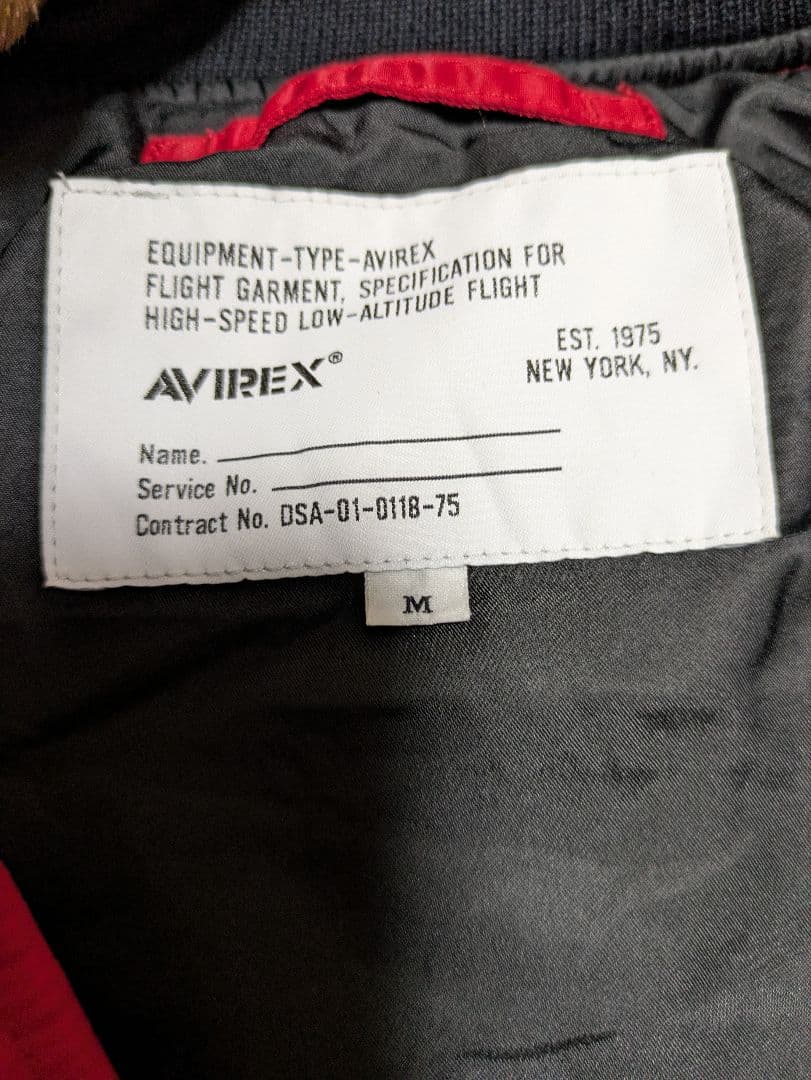 EQUIPMENT-TYPE-AVIREX
FLIGHT GARMENT, SPECIFICATION FOR
HIGH-SPEED LOW-ALTITUDE FLIGHT
EST. 1975
AVIREX® NEW YORK, NY.
Name.
Service No.
Contract No. DSA-01-0118-75
M